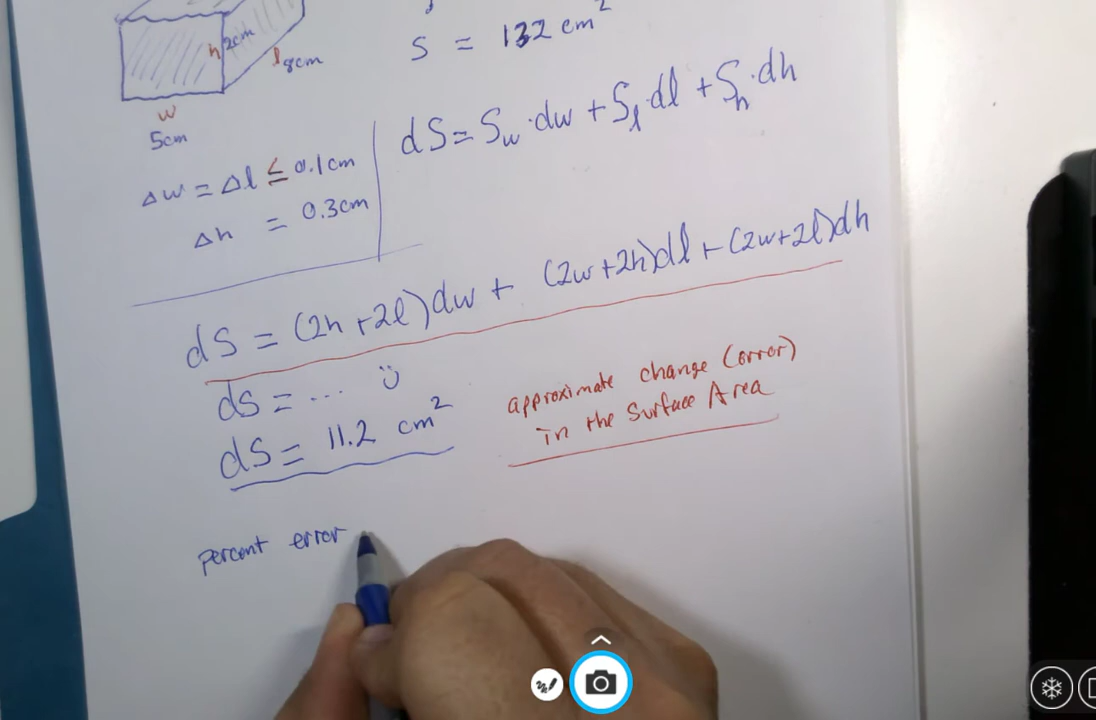 S = 132 cm²
h 2cm
l 8cm
w
5cm
Δw = Δl ≤ 0.1cm
Δh = 0.3cm
dS = S_w · dw + S_l · dl + S_h · dh
dS = (2h + 2l) dw + (2w + 2h) dl + (2w + 2l) dh
dS = ... Ü
dS = 11.2 cm²
approximate change (error)
in the Surface Area
percent error